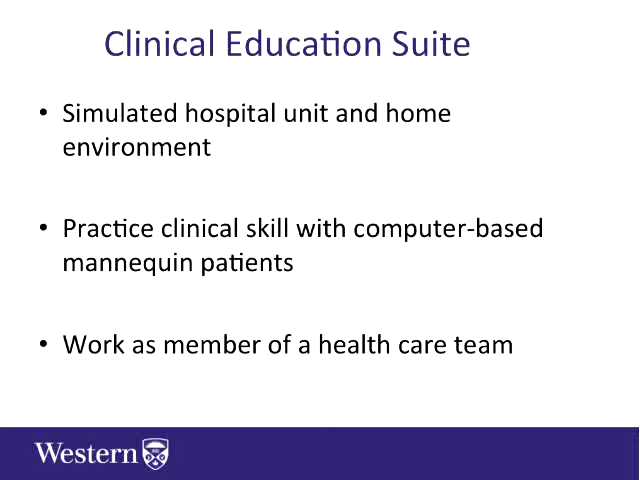 Clinical Education Suite
• Simulated hospital unit and home
environment
• Practice clinical skill with computer-based
mannequin patients
• Work as member of a health care team
Western